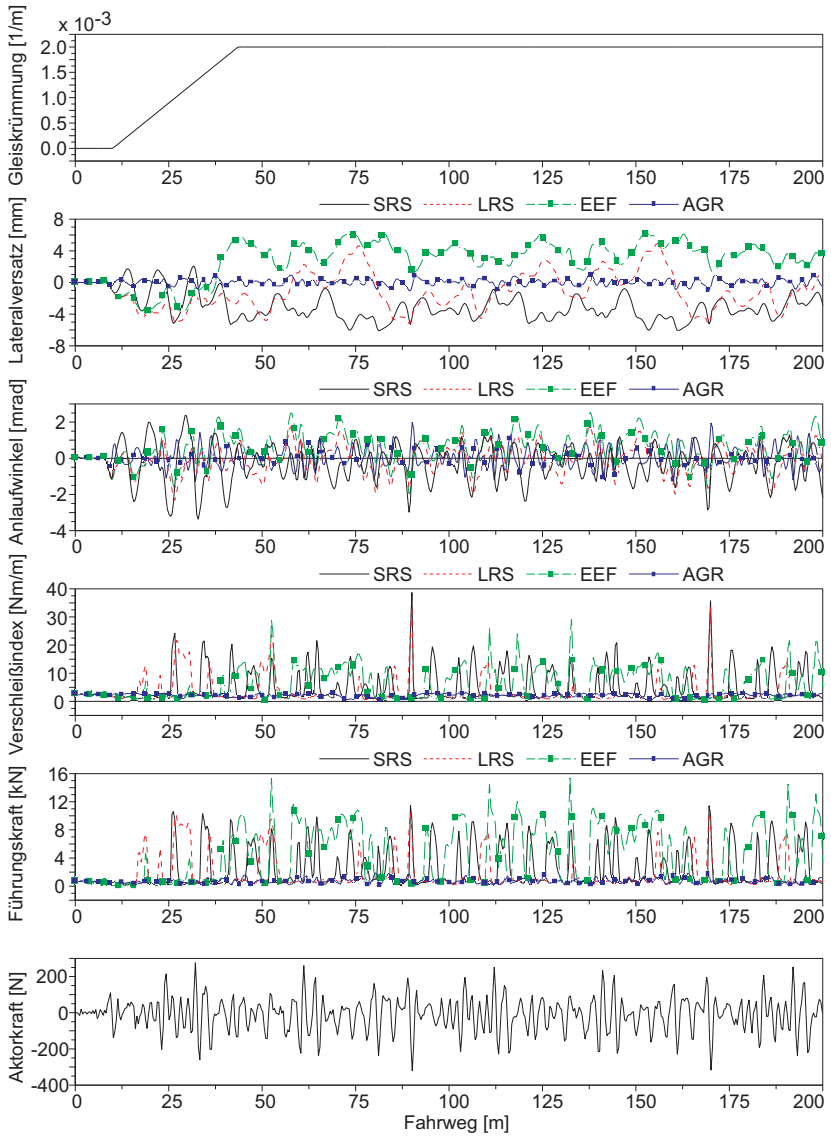 x 10-3
Gleiskrümmung [1/m]
2.0
1.5
1.0
0.5
0.0
0 25 50 75 100 125 150 175 200
SRS LRS EEF AGR
Lateralversatz [mm]
8
4
0
-4
-8
0 25 50 75 100 125 150 175 200
SRS LRS EEF AGR
Anlaufwinkel [mrad]
2
0
-2
-4
0 25 50 75 100 125 150 175 200
SRS LRS EEF AGR
Verschleißindex [Nm/m]
40
30
20
10
0
0 25 50 75 100 125 150 175 200
SRS LRS EEF AGR
Führungskraft [kN]
16
12
8
4
0
0 25 50 75 100 125 150 175 200
Aktorkraft [N]
200
0
-200
-400
0 25 50 75 100 125 150 175 200
Fahrweg [m]